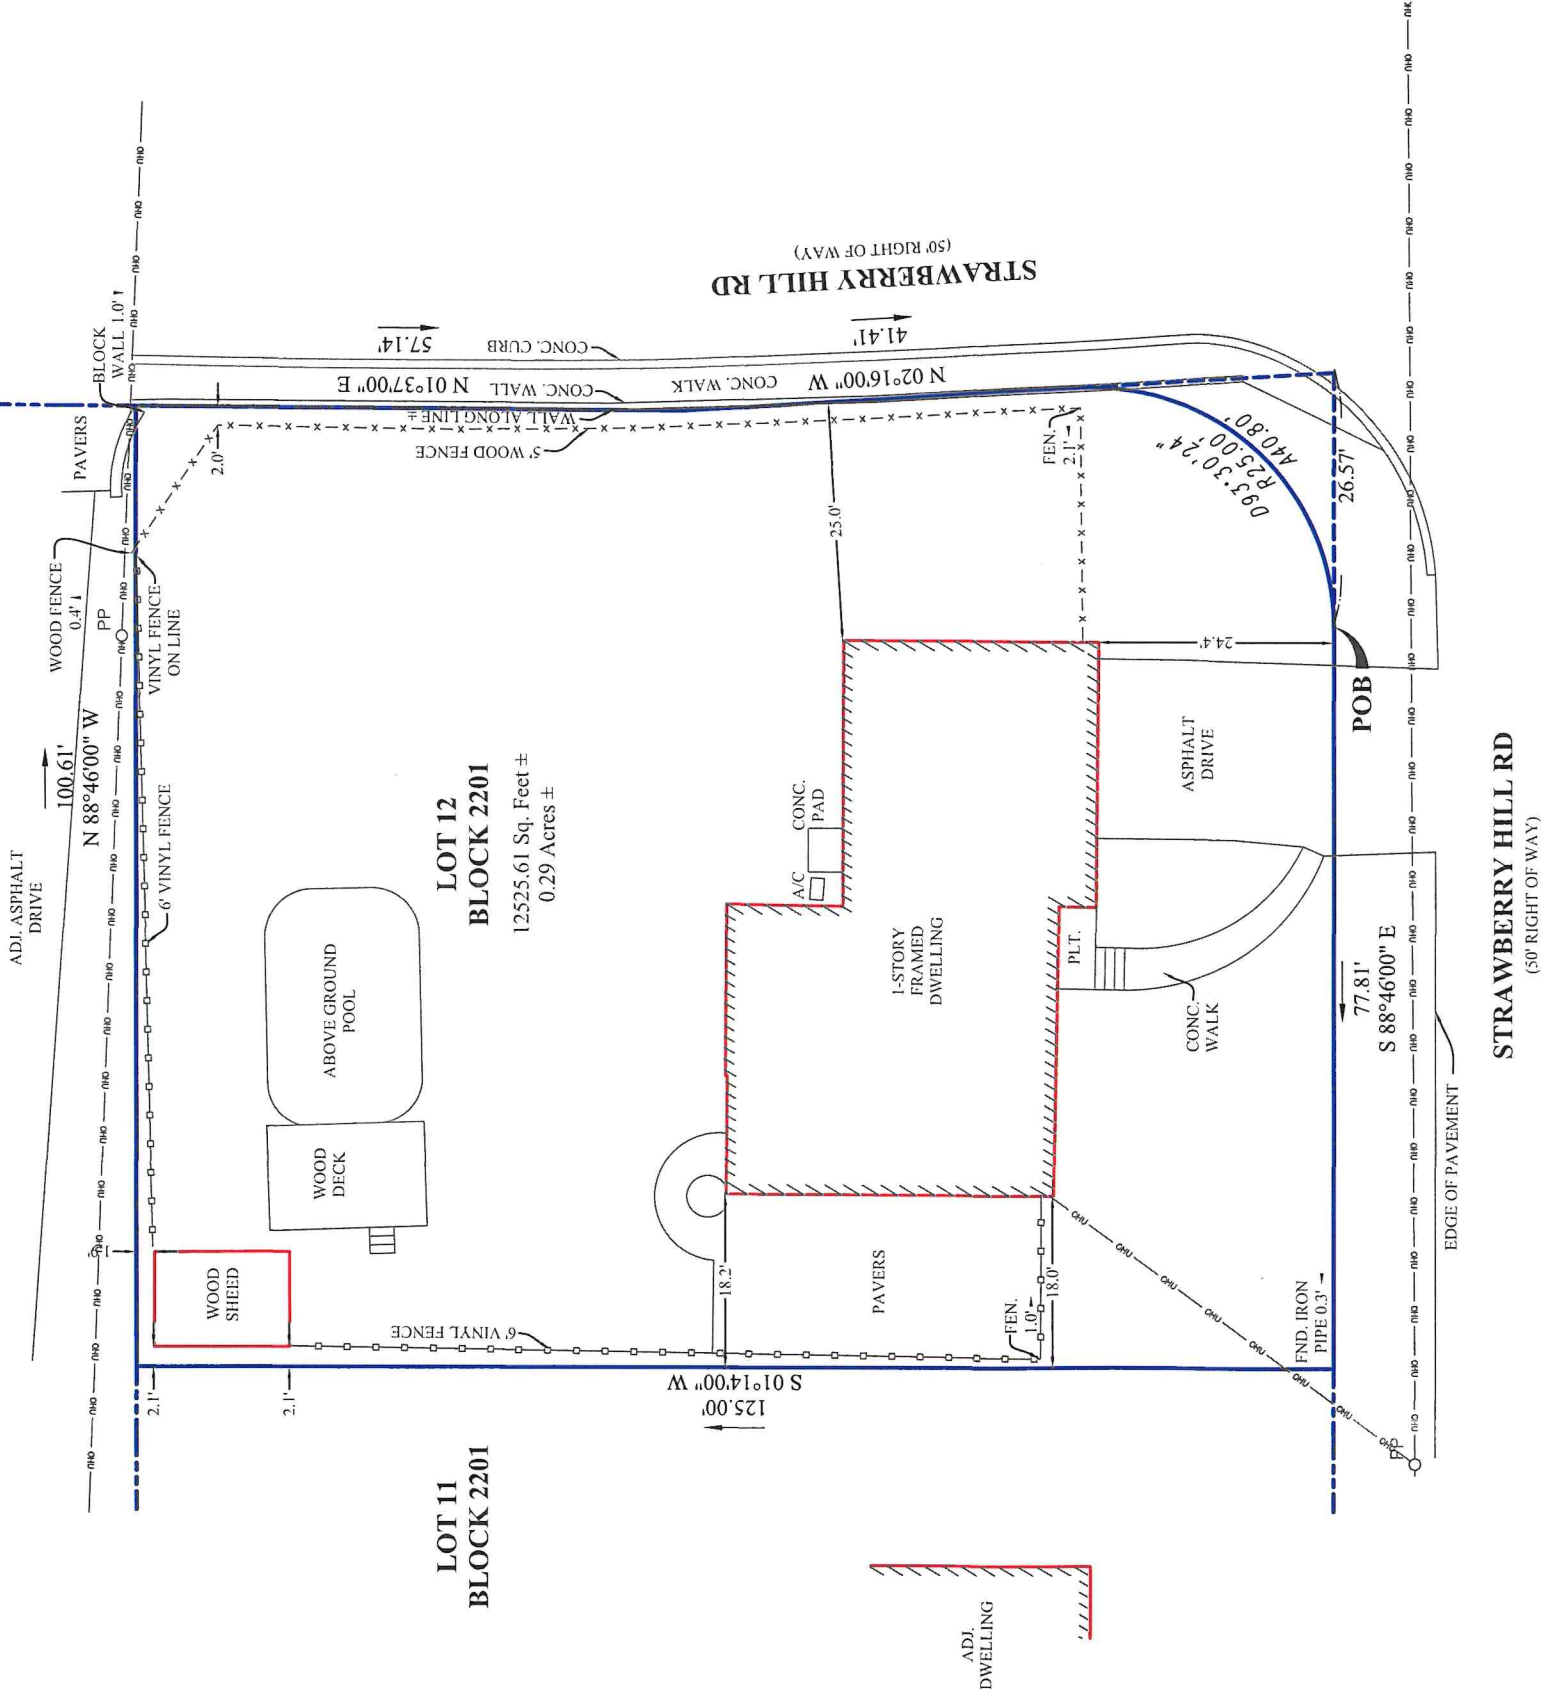 ADJ. ASPHALT
DRIVE
100.61'
N 88°46'00" W
WOOD FENCE
0.4'
PP
VINYL FENCE
ON LINE
PAVERS
BLOCK
WALL 1.0'
6' VINYL FENCE
2.0'
WALL ALONG LINE±
5' WOOD FENCE
N 01°37'00" E
57.14'
CONC. WALL
CONC. CURB
CONC. WALK
N 02°16'00" W
41.41'
STRAWBERRY HILL RD
(50' RIGHT OF WAY)
FEN.
2.1'
D93°30'24"
R25.00'
A40.80'
26.57'
25.0'
24.4'
POB
LOT 12
BLOCK 2201
12525.61 Sq. Feet ±
0.29 Acres ±
ABOVE GROUND
POOL
WOOD
DECK
WOOD
SHED
2.1'
2.1'
6' VINYL FENCE
A/C
CONC.
PAD
1-STORY
FRAMED
DWELLING
PLT.
ASPHALT
DRIVE
CONC.
WALK
18.2'
PAVERS
FEN.
1.0'
18.0'
S 01°14'00" W
125.00'
FND. IRON
PIPE 0.3'
77.81'
S 88°46'00" E
EDGE OF PAVEMENT
STRAWBERRY HILL RD
(50' RIGHT OF WAY)
LOT 11
BLOCK 2201
ADJ.
DWELLING
OHU